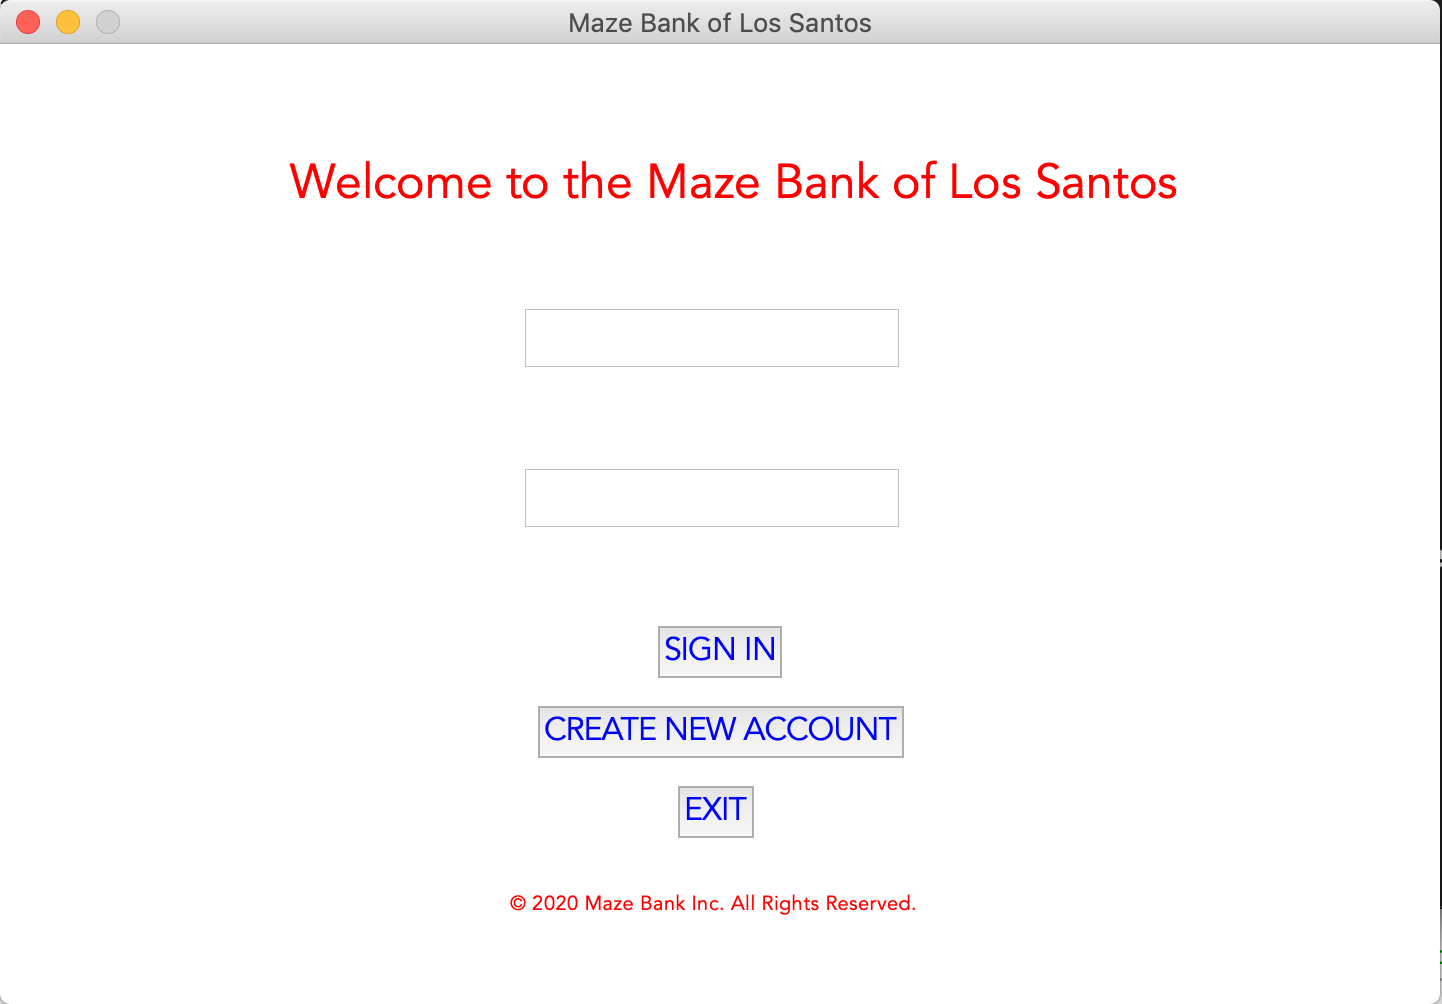 Maze Bank of Los Santos
Welcome to the Maze Bank of Los Santos
SIGN IN
CREATE NEW ACCOUNT
EXIT
© 2020 Maze Bank Inc. All Rights Reserved.